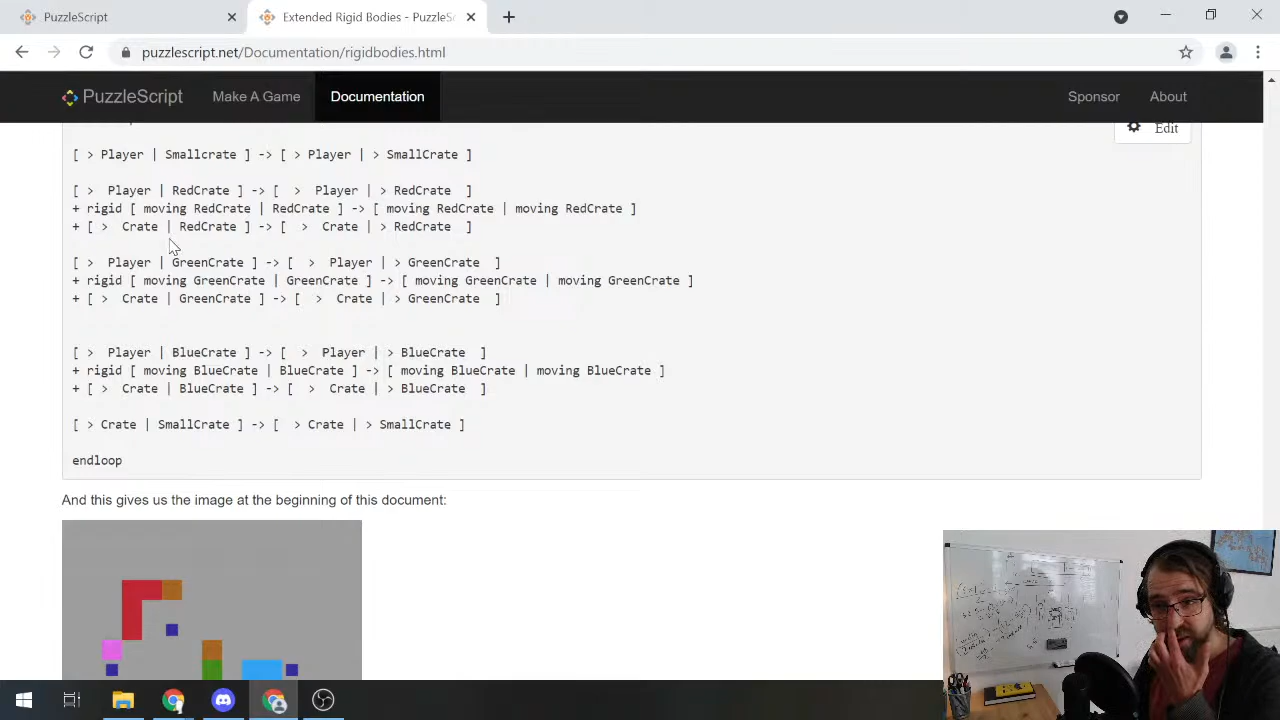 PuzzleScript
Extended Rigid Bodies - PuzzleSc
puzzlescript.net/Documentation/rigidbodies.html
PuzzleScript
Make A Game
Documentation
Sponsor
About
Edit
[ > Player | Smallcrate ] -> [ > Player | > SmallCrate ]
[ > Player | RedCrate ] -> [ > Player | > RedCrate ]
+ rigid [ moving RedCrate | RedCrate ] -> [ moving RedCrate | moving RedCrate ]
+ [ > Crate | RedCrate ] -> [ > Crate | > RedCrate ]
[ > Player | GreenCrate ] -> [ > Player | > GreenCrate ]
+ rigid [ moving GreenCrate | GreenCrate ] -> [ moving GreenCrate | moving GreenCrate ]
+ [ > Crate | GreenCrate ] -> [ > Crate | > GreenCrate ]
[ > Player | BlueCrate ] -> [ > Player | > BlueCrate ]
+ rigid [ moving BlueCrate | BlueCrate ] -> [ moving BlueCrate | moving BlueCrate ]
+ [ > Crate | BlueCrate ] -> [ > Crate | > BlueCrate ]
[ > Crate | SmallCrate ] -> [ > Crate | > SmallCrate ]
endloop
And this gives us the image at the beginning of this document: